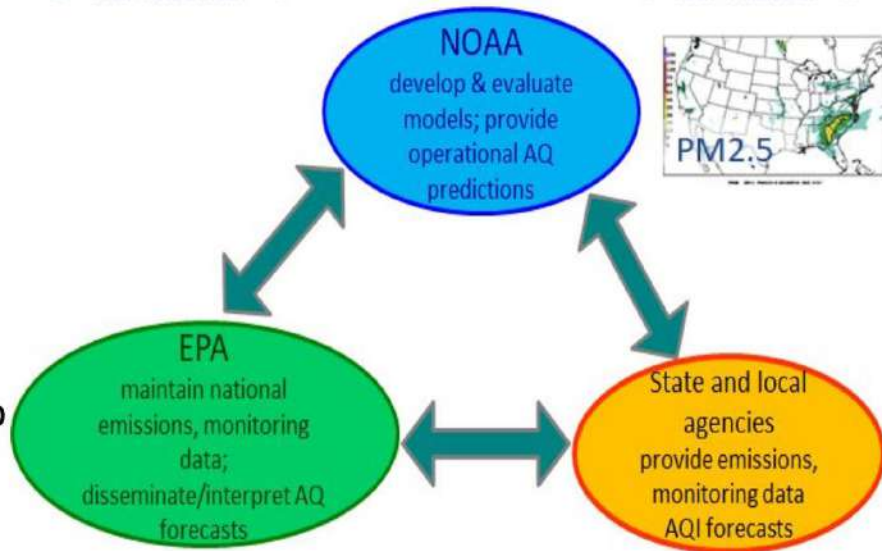 NOAA
develop & evaluate
models; provide
operational AQ
predictions
PM2.5
EPA
maintain national
emissions, monitoring
data;
disseminate/interpret AQ
forecasts
State and local
agencies
provide emissions,
monitoring data
AQI forecasts